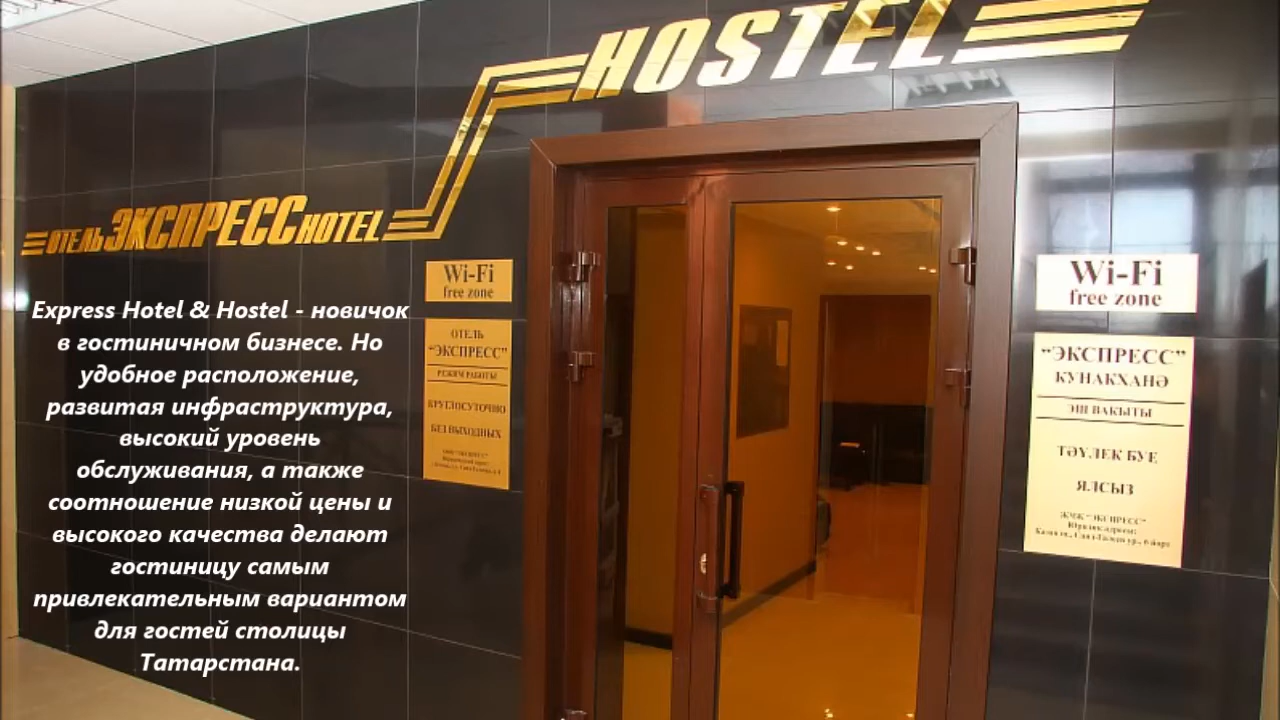 HOSTEL
ОТЕЛЬ ЭКСПРЕСС HOTEL
Express Hotel & Hostel - новичок
в гостиничном бизнесе. Но
удобное расположение,
развитая инфраструктура,
высокий уровень
обслуживания, а также
соотношение низкой цены и
высокого качества делают
гостиницу самым
привлекательным вариантом
для гостей столицы
Татарстана.
Wi-Fi
free zone
ОТЕЛЬ
“ЭКСПРЕСС”
РЕЖИМ РАБОТЫ
КРУГЛОСУТОЧНО
БЕЗ ВЫХОДНЫХ
Wi-Fi
free zone
”ЭКСПРЕСС”
КУНАКХАНӘ
ЭШ ВАКЫТЫ
ТӘҮЛЕК БУЕ
ЯЛСЫЗ
ҖЧҖ “ЭКСПРЕСС”